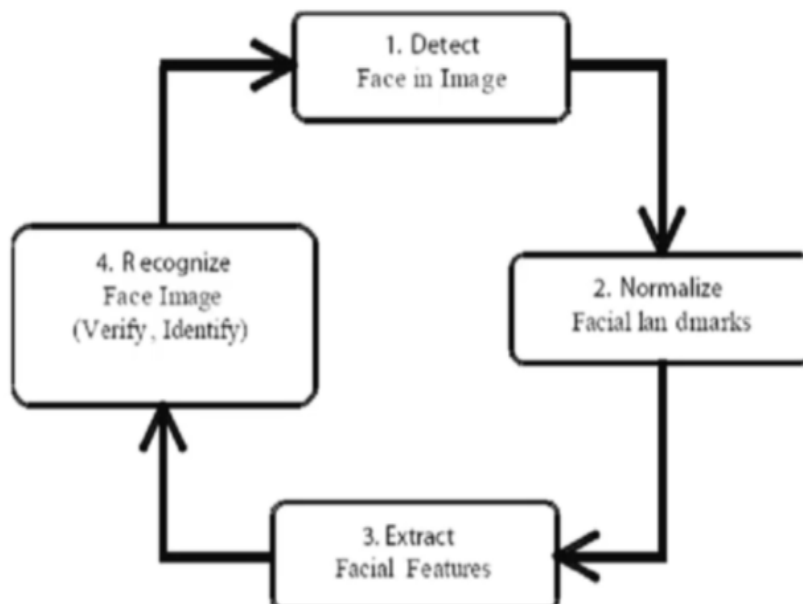 1. Detect
Face in Image
2. Normalize
Facial lan dmarks
3. Extract
Facial Features
4. Recognize
Face Image
(Verify , Identify)